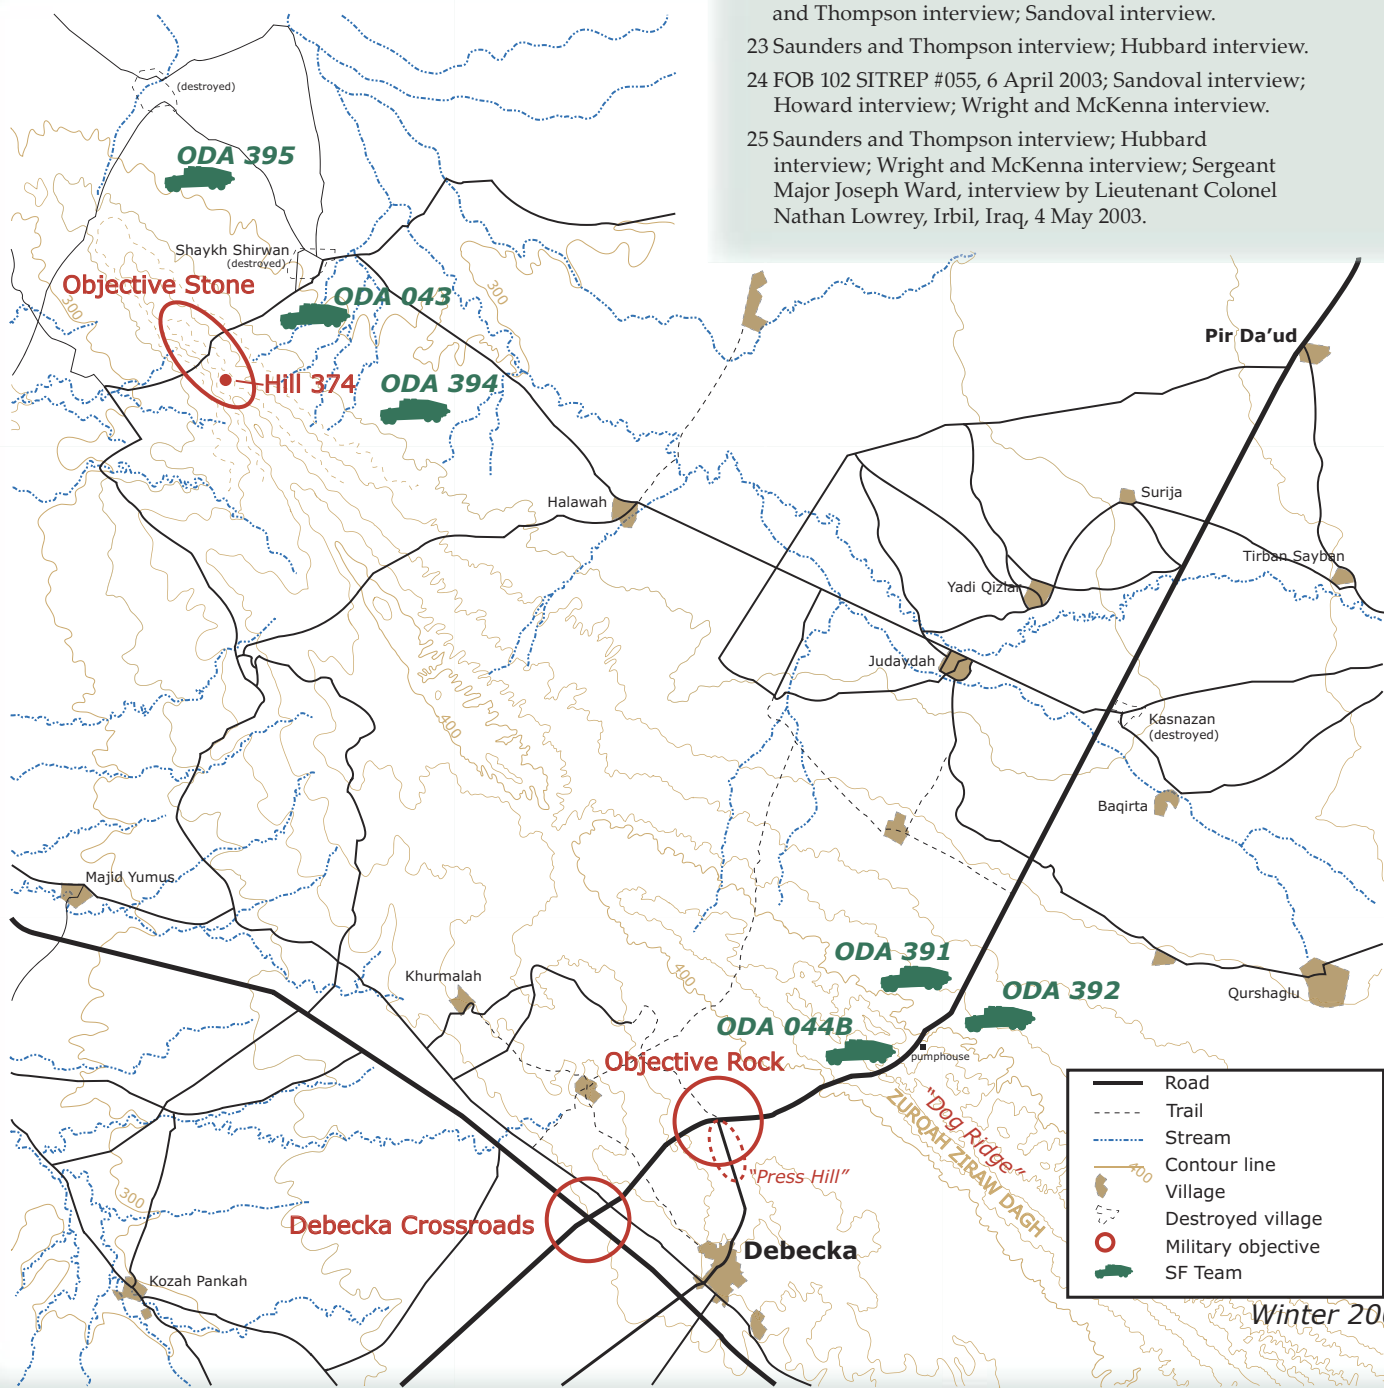 and Thompson interview; Sandoval interview.
23 Saunders and Thompson interview; Hubbard interview.
24 FOB 102 SITREP #055, 6 April 2003; Sandoval interview;
Howard interview; Wright and McKenna interview.
25 Saunders and Thompson interview; Hubbard
interview; Wright and McKenna interview; Sergeant
Major Joseph Ward, interview by Lieutenant Colonel
Nathan Lowrey, Irbil, Iraq, 4 May 2003.
(destroyed)
ODA 395
Shaykh Shirwan
(destroyed)
Objective Stone
300
ODA 043
300
Hill 374
ODA 394
Pir Da’ud
Halawah
Surija
Tirban Sayban
Yadi Qizlar
Judaydah
400
Kasnazan
(destroyed)
Baqirta
Majid Yumus
Khurmalah
400
ODA 391
ODA 392
Qurshaglu
ODA 044B
pumphouse
Objective Rock
"Dog Ridge"
ZURQAH ZIRAW DAGH
“Press Hill”
300
Debecka Crossroads
Debecka
Kozah Pankah
Road
Trail
Stream
Contour line
400
Village
Destroyed village
Military objective
SF Team
Winter 20